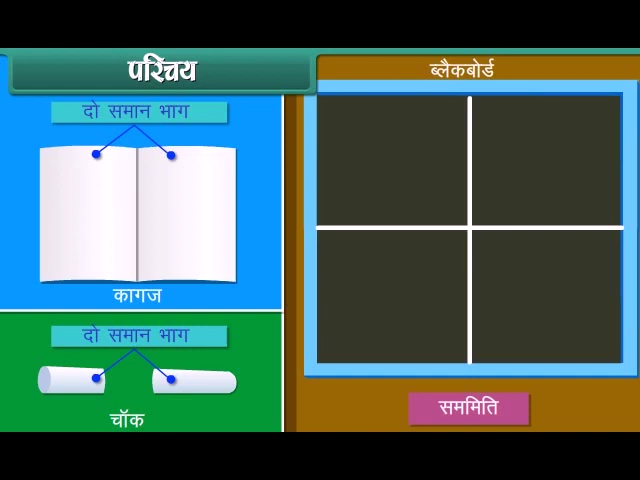 परिचय
दो समान भाग
कागज
दो समान भाग
चॉक
ब्लैकबोर्ड
सममिति